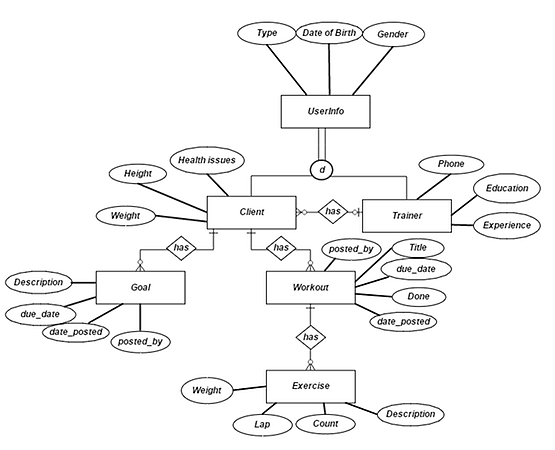 Type
Date of Birth
Gender
UserInfo
d
Health issues
Height
Weight
Client
has
Trainer
Phone
Education
Experience
has
has
posted_by
Title
due_date
Done
date_posted
Description
due_date
date_posted
posted_by
Goal
Workout
has
Exercise
Weight
Lap
Count
Description